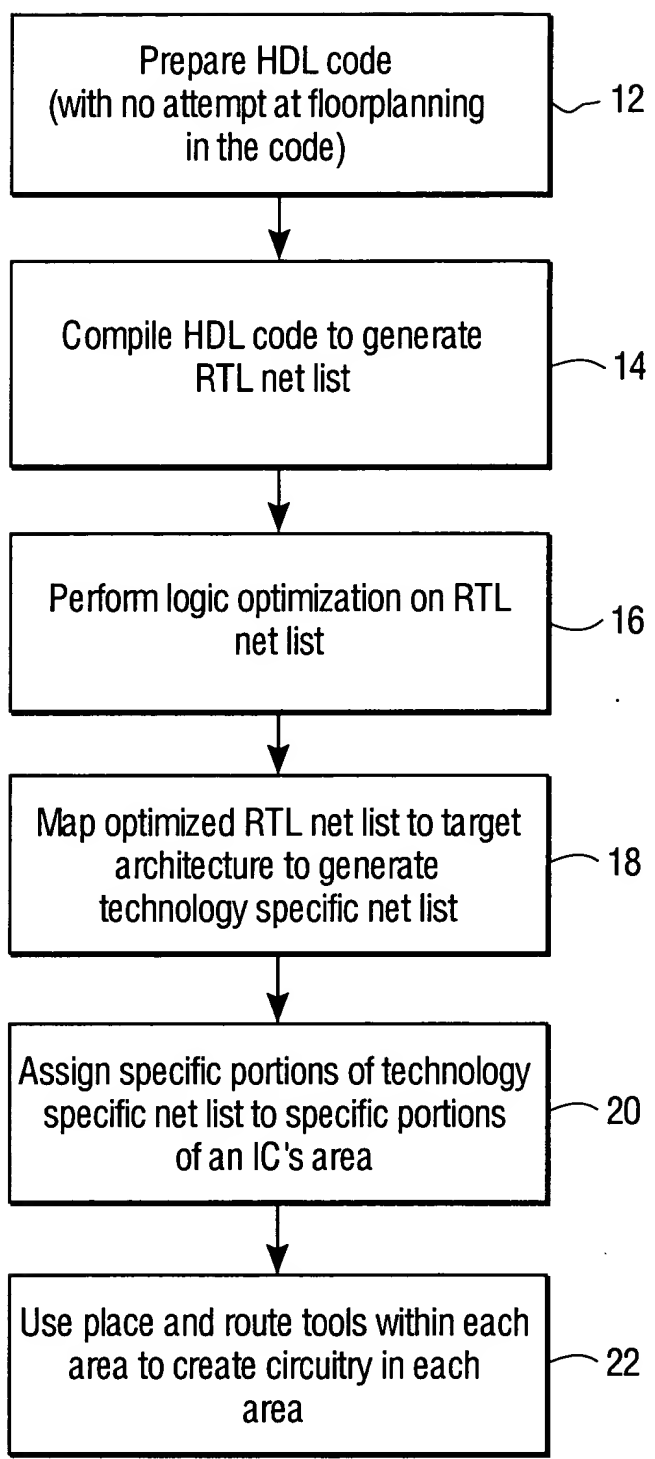 Prepare HDL code
(with no attempt at floorplanning
in the code)
12
Compile HDL code to generate
RTL net list
14
Perform logic optimization on RTL
net list
16
Map optimized RTL net list to target
architecture to generate
technology specific net list
18
Assign specific portions of technology
specific net list to specific portions
of an IC's area
20
Use place and route tools within each
area to create circuitry in each
area
22